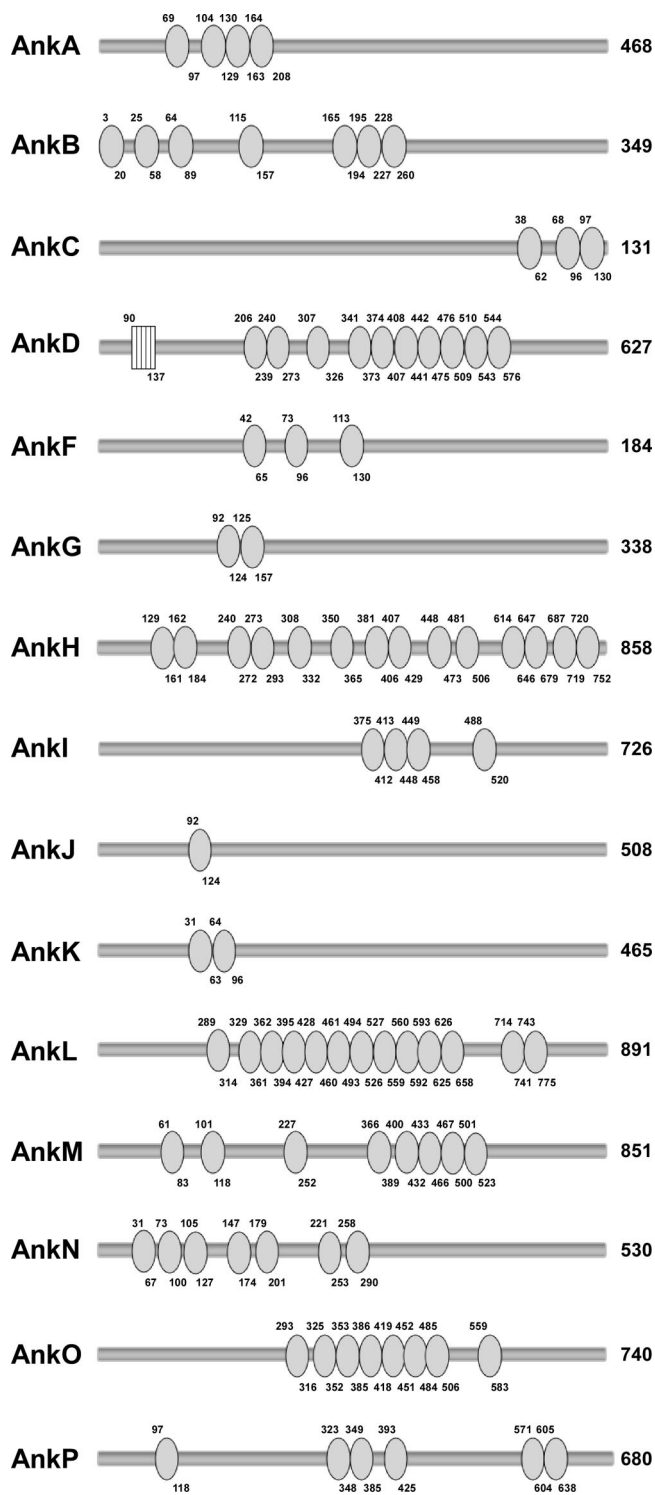 69 104 130 164
AnkA 468
97 129 163 208
3 25 64 115 165 195 228
AnkB 349
20 58 89 157 194 227 260
38 68 97
AnkC 131
62 96 130
90 206 240 307 341 374 408 442 476 510 544
AnkD 627
137 239 273 326 373 407 441 475 509 543 576
42 73 113
AnkF 184
65 96 130
92 125
AnkG 338
124 157
129 162 240 273 308 350 381 407 448 481 614 647 687 720
AnkH 858
161 184 272 293 332 365 406 429 473 506 646 679 719 752
375 413 449 488
AnkI 726
412 448 458 520
92
AnkJ 508
124
31 64
AnkK 465
63 96
289 329 362 395 428 461 494 527 560 593 626 714 743
AnkL 891
314 361 394 427 460 493 526 559 592 625 658 741 775
61 101 227 366 400 433 467 501
AnkM 851
83 118 252 389 432 466 500 523
31 73 105 147 179 221 258
AnkN 530
67 100 127 174 201 253 290
293 325 353 386 419 452 485 559
AnkO 740
316 352 385 418 451 484 506 583
97 323 349 393 571 605
AnkP 680
118 348 385 425 604 638